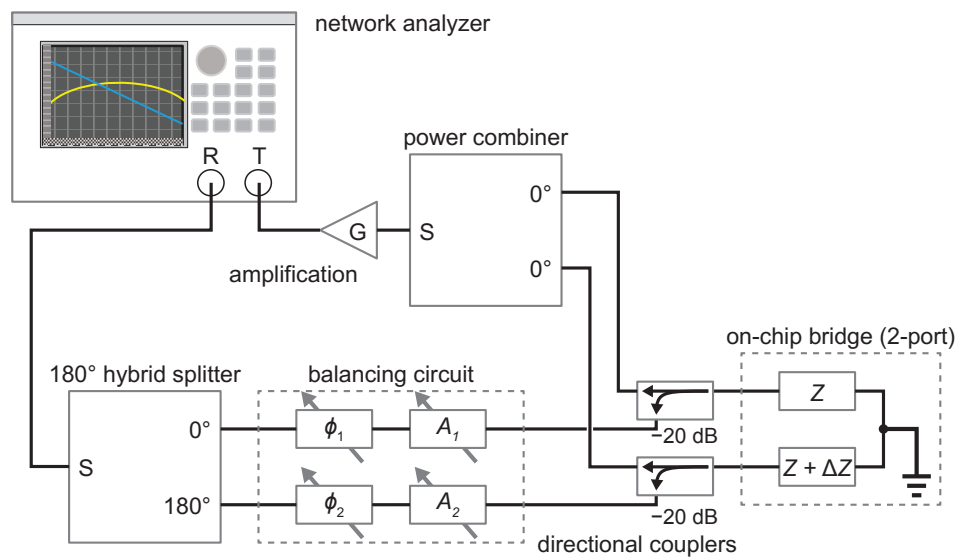 network analyzer
R T
power combiner
0°
G
S
0°
amplification
on-chip bridge (2-port)
180° hybrid splitter
balancing circuit
Z
0°
ϕ1
A1
−20 dB
S
Z + ΔZ
180°
ϕ2
A2
−20 dB
directional couplers